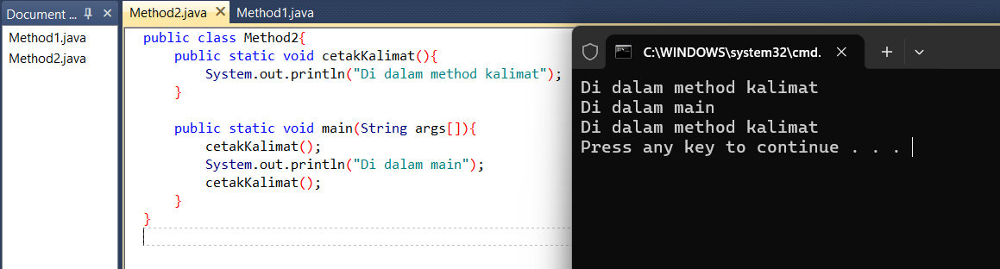 Document ...
Method1.java
Method2.java
Method2.java Method1.java
public class Method2{
    public static void cetakKalimat(){
        System.out.println("Di dalam method kalimat");
    }

    public static void main(String args[]){
        cetakKalimat();
        System.out.println("Di dalam main");
        cetakKalimat();
    }
}
C:\WINDOWS\system32\cmd.
Di dalam method kalimat
Di dalam main
Di dalam method kalimat
Press any key to continue . . .